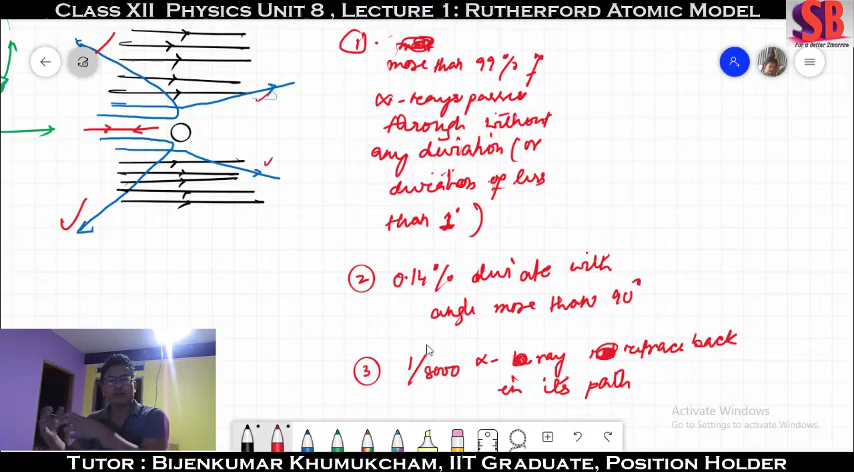 CLASS XII PHYSICS UNIT 8 , LECTURE 1: RUTHERFORD ATOMIC MODEL
SB
For a better 2morrow
1 .
more than 99% of
α-rays passes
through without
any deviation (or
deviation of less
than 1°)
2 0.14% deviate with
angle more than 90°
3 1/8000 α- ray refrace back
in its path
Activate Windows
Go to Settings to activate Windows.
TUTOR : BIJENKUMAR KHUMUKCHAM, IIT GRADUATE, POSITION HOLDER